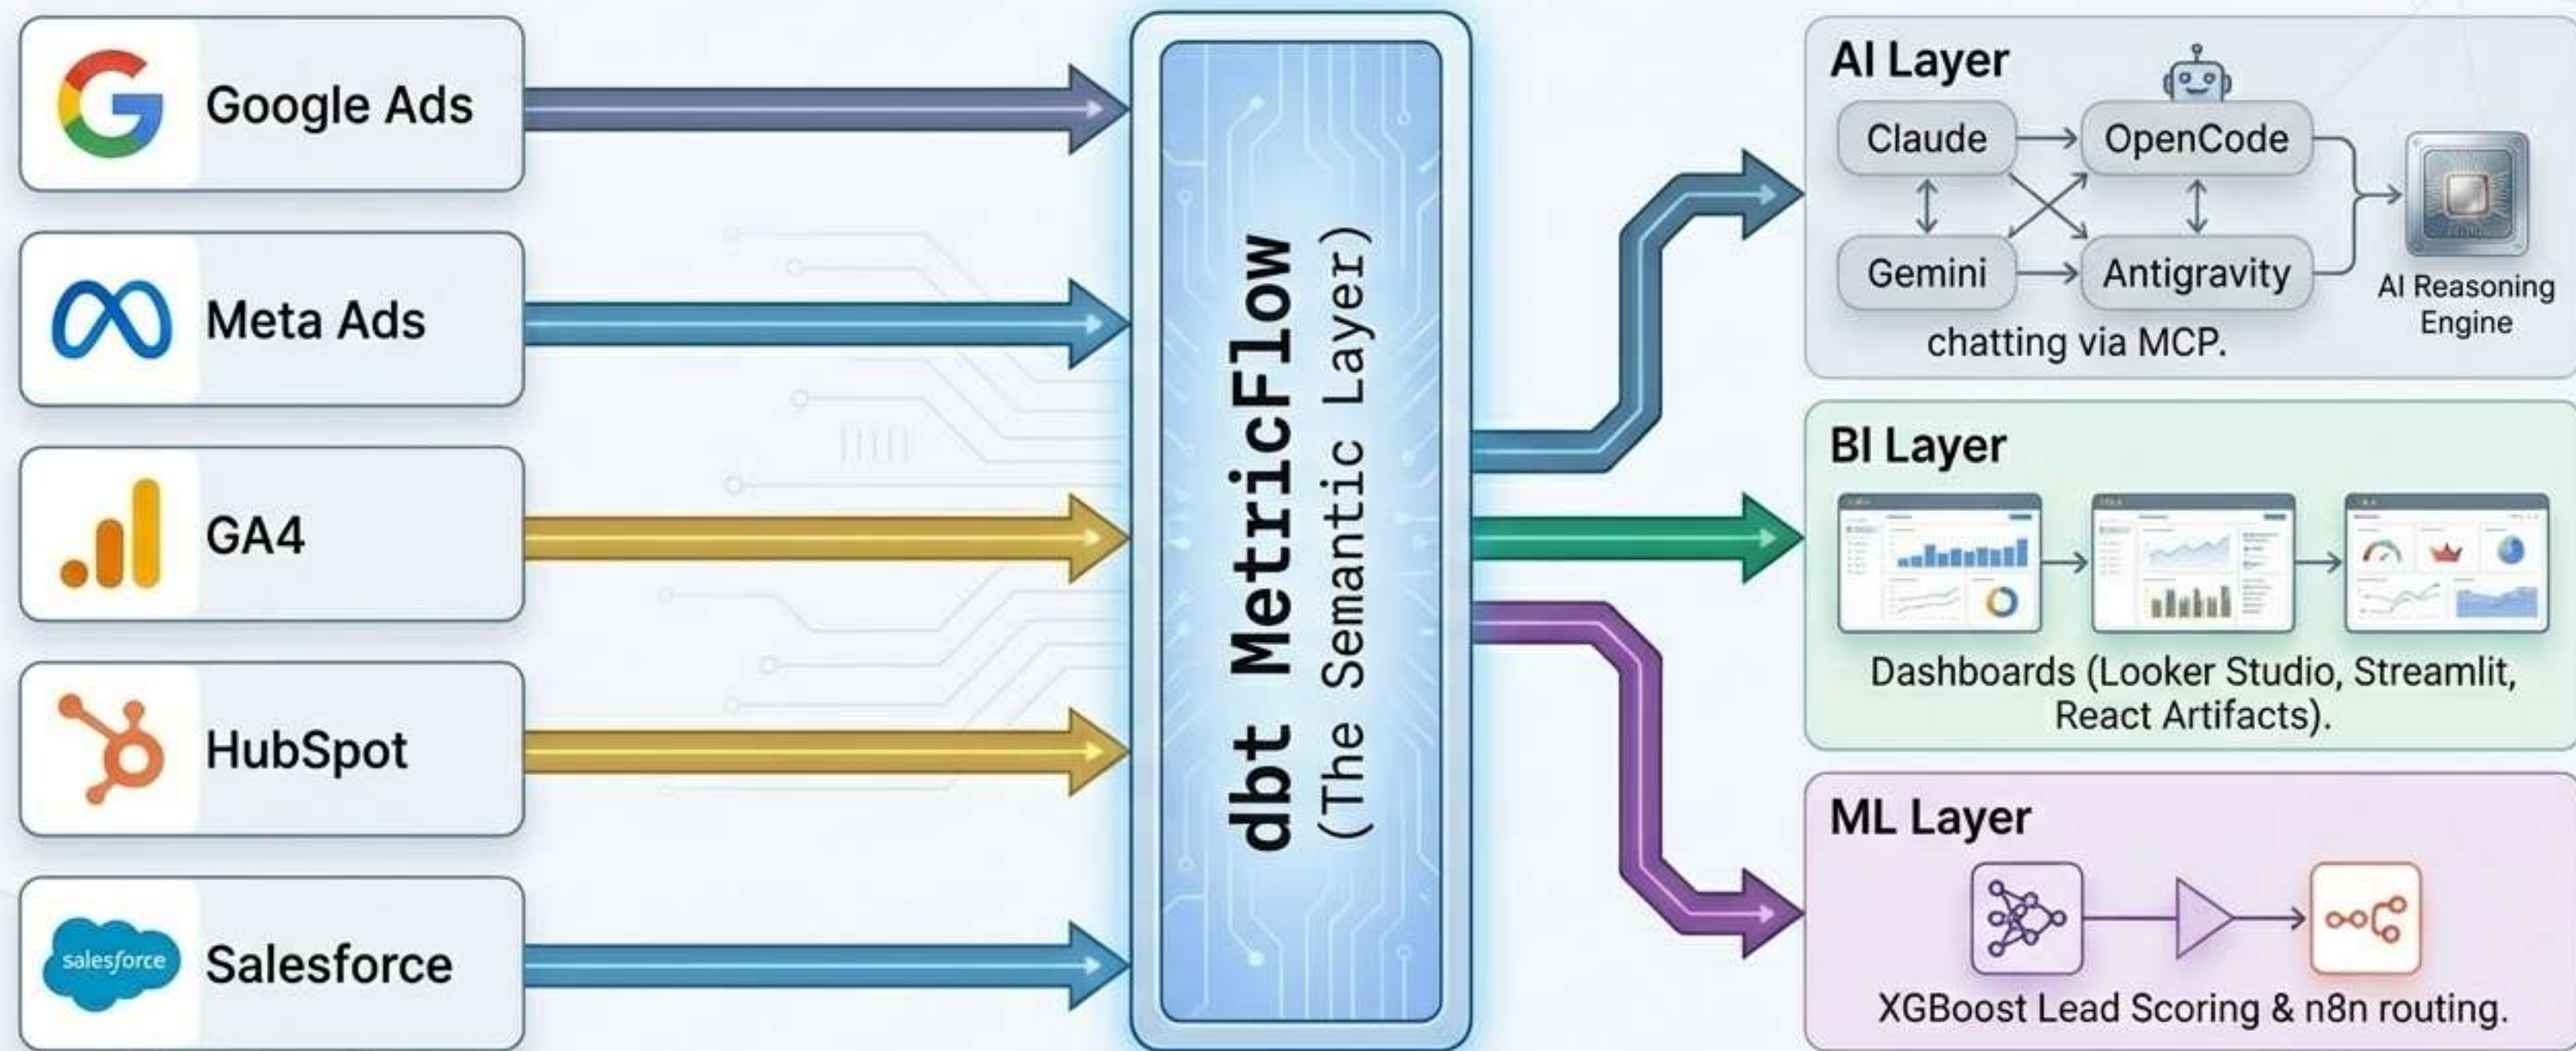 Google Ads
Meta Ads
GA4
HubSpot
salesforce
Salesforce
dbt MetricFlow
(The Semantic Layer)
AI Layer
Claude
OpenCode
Gemini
Antigravity
chatting via MCP.
AI Reasoning
Engine
BI Layer
Dashboards (Looker Studio, Streamlit,
React Artifacts).
ML Layer
XGBoost Lead Scoring & n8n routing.